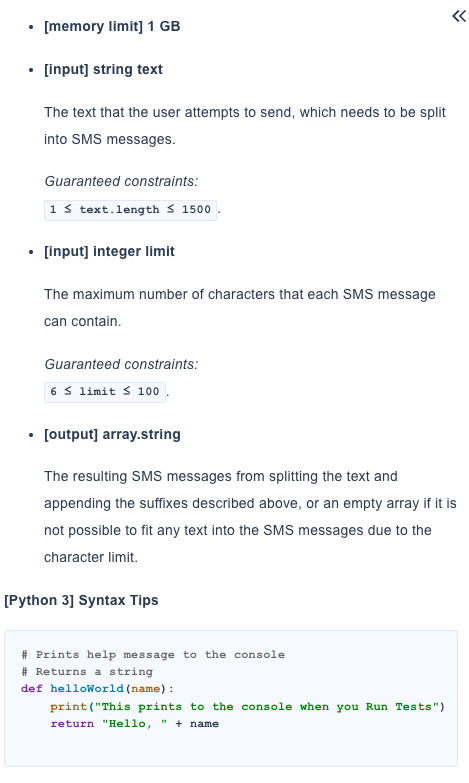 «
• [memory limit] 1 GB
• [input] string text
The text that the user attempts to send, which needs to be split
into SMS messages.
Guaranteed constraints:
1 ≤ text.length ≤ 1500 .
• [input] integer limit
The maximum number of characters that each SMS message
can contain.
Guaranteed constraints:
6 ≤ limit ≤ 100 .
• [output] array.string
The resulting SMS messages from splitting the text and
appending the suffixes described above, or an empty array if it is
not possible to fit any text into the SMS messages due to the
character limit.
[Python 3] Syntax Tips
# Prints help message to the console
# Returns a string
def helloWorld(name):
    print("This prints to the console when you Run Tests")
    return "Hello, " + name